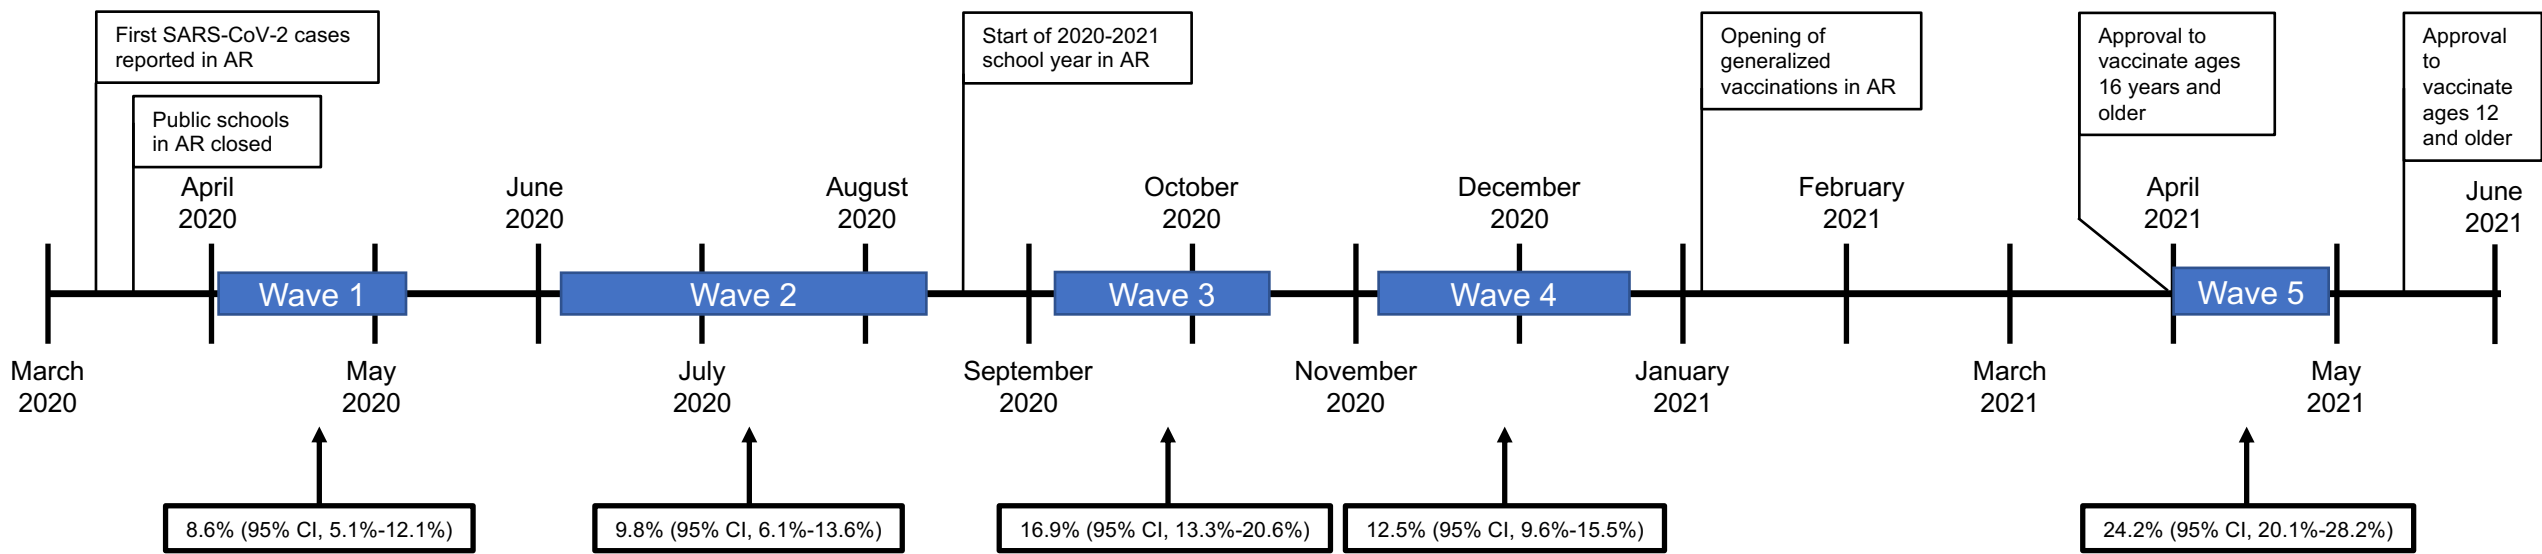 First SARS-CoV-2 cases
reported in AR
Public schools
in AR closed
Start of 2020-2021
school year in AR
Opening of
generalized
vaccinations in AR
Approval to
vaccinate ages
16 years and
older
Approval
to
vaccinate
ages 12
and older
April
2020
June
2020
August
2020
October
2020
December
2020
February
2021
April
2021
June
2021
Wave 1
Wave 2
Wave 3
Wave 4
Wave 5
March
2020
May
2020
July
2020
September
2020
November
2020
January
2021
March
2021
May
2021
8.6% (95% CI, 5.1%-12.1%)
9.8% (95% CI, 6.1%-13.6%)
16.9% (95% CI, 13.3%-20.6%)
12.5% (95% CI, 9.6%-15.5%)
24.2% (95% CI, 20.1%-28.2%)